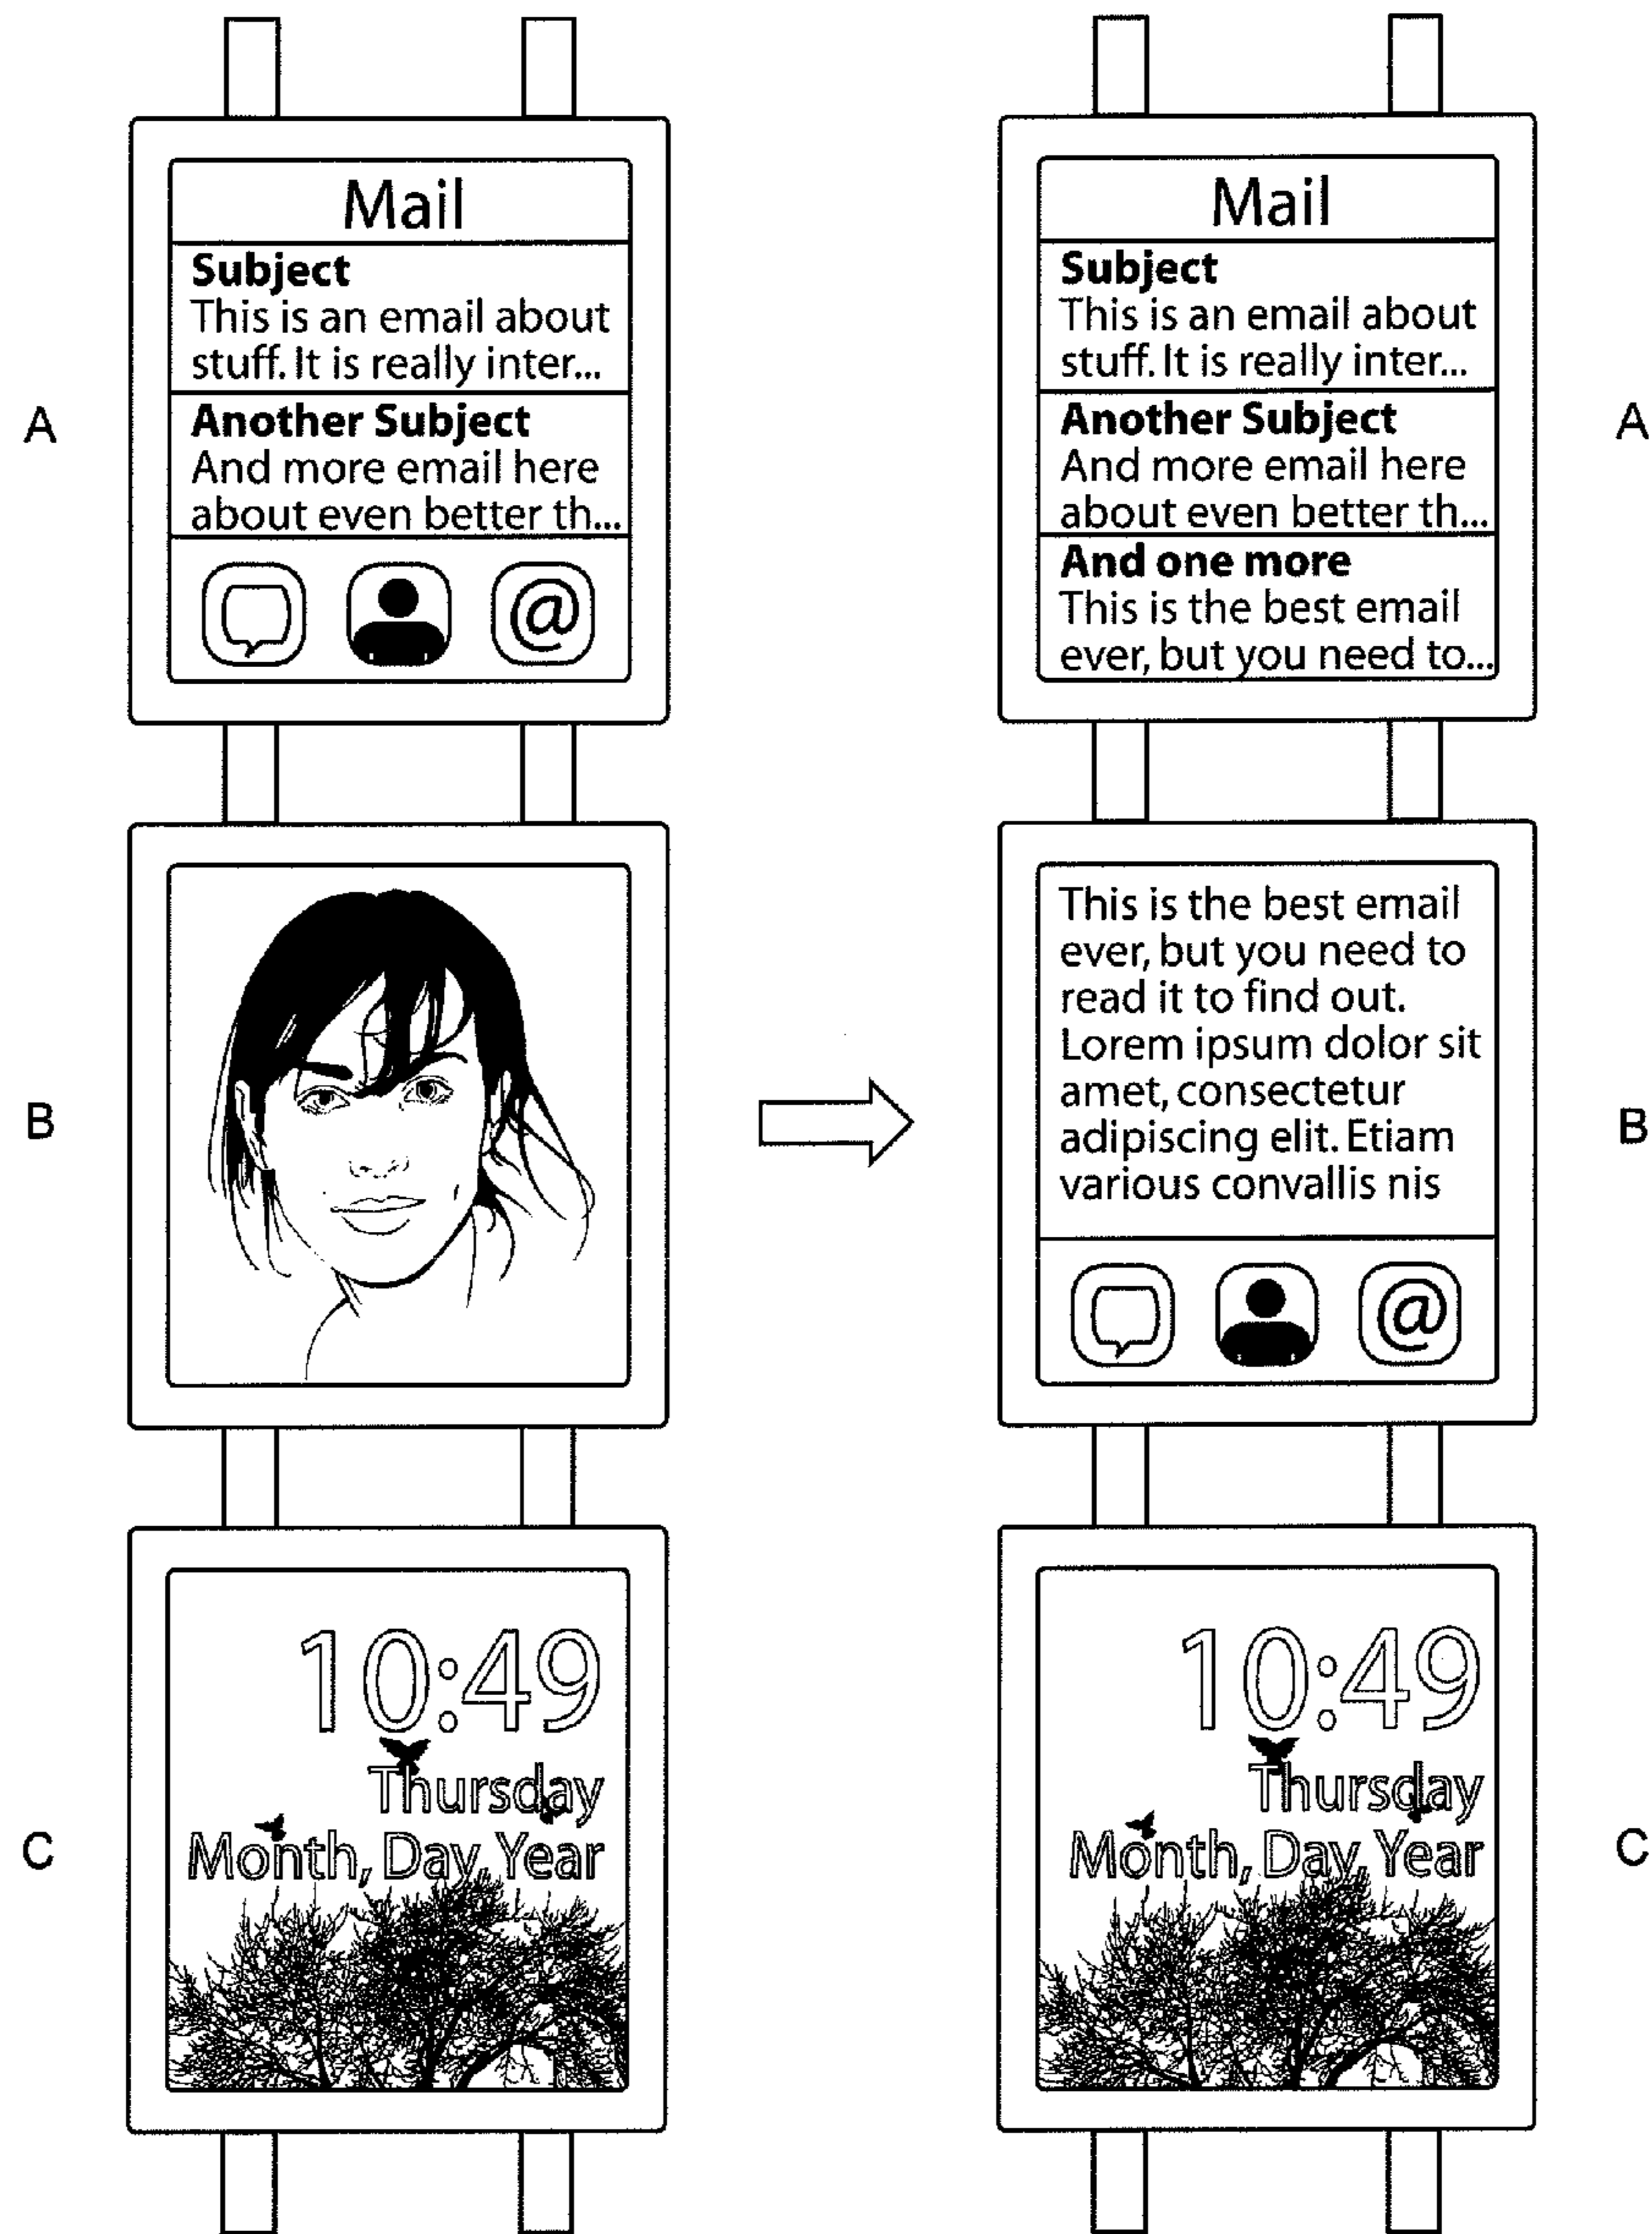 Mail
Subject
This is an email about
stuff. It is really inter...
Another Subject
And more email here
about even better th...
@
A
B
10:49
Thursday
Month, Day, Year
C
Mail
Subject
This is an email about
stuff. It is really inter...
Another Subject
And more email here
about even better th...
And one more
This is the best email
ever, but you need to...
A
This is the best email
ever, but you need to
read it to find out.
Lorem ipsum dolor sit
amet, consectetur
adipiscing elit. Etiam
various convallis nis
@
B
10:49
Thursday
Month, Day, Year
C